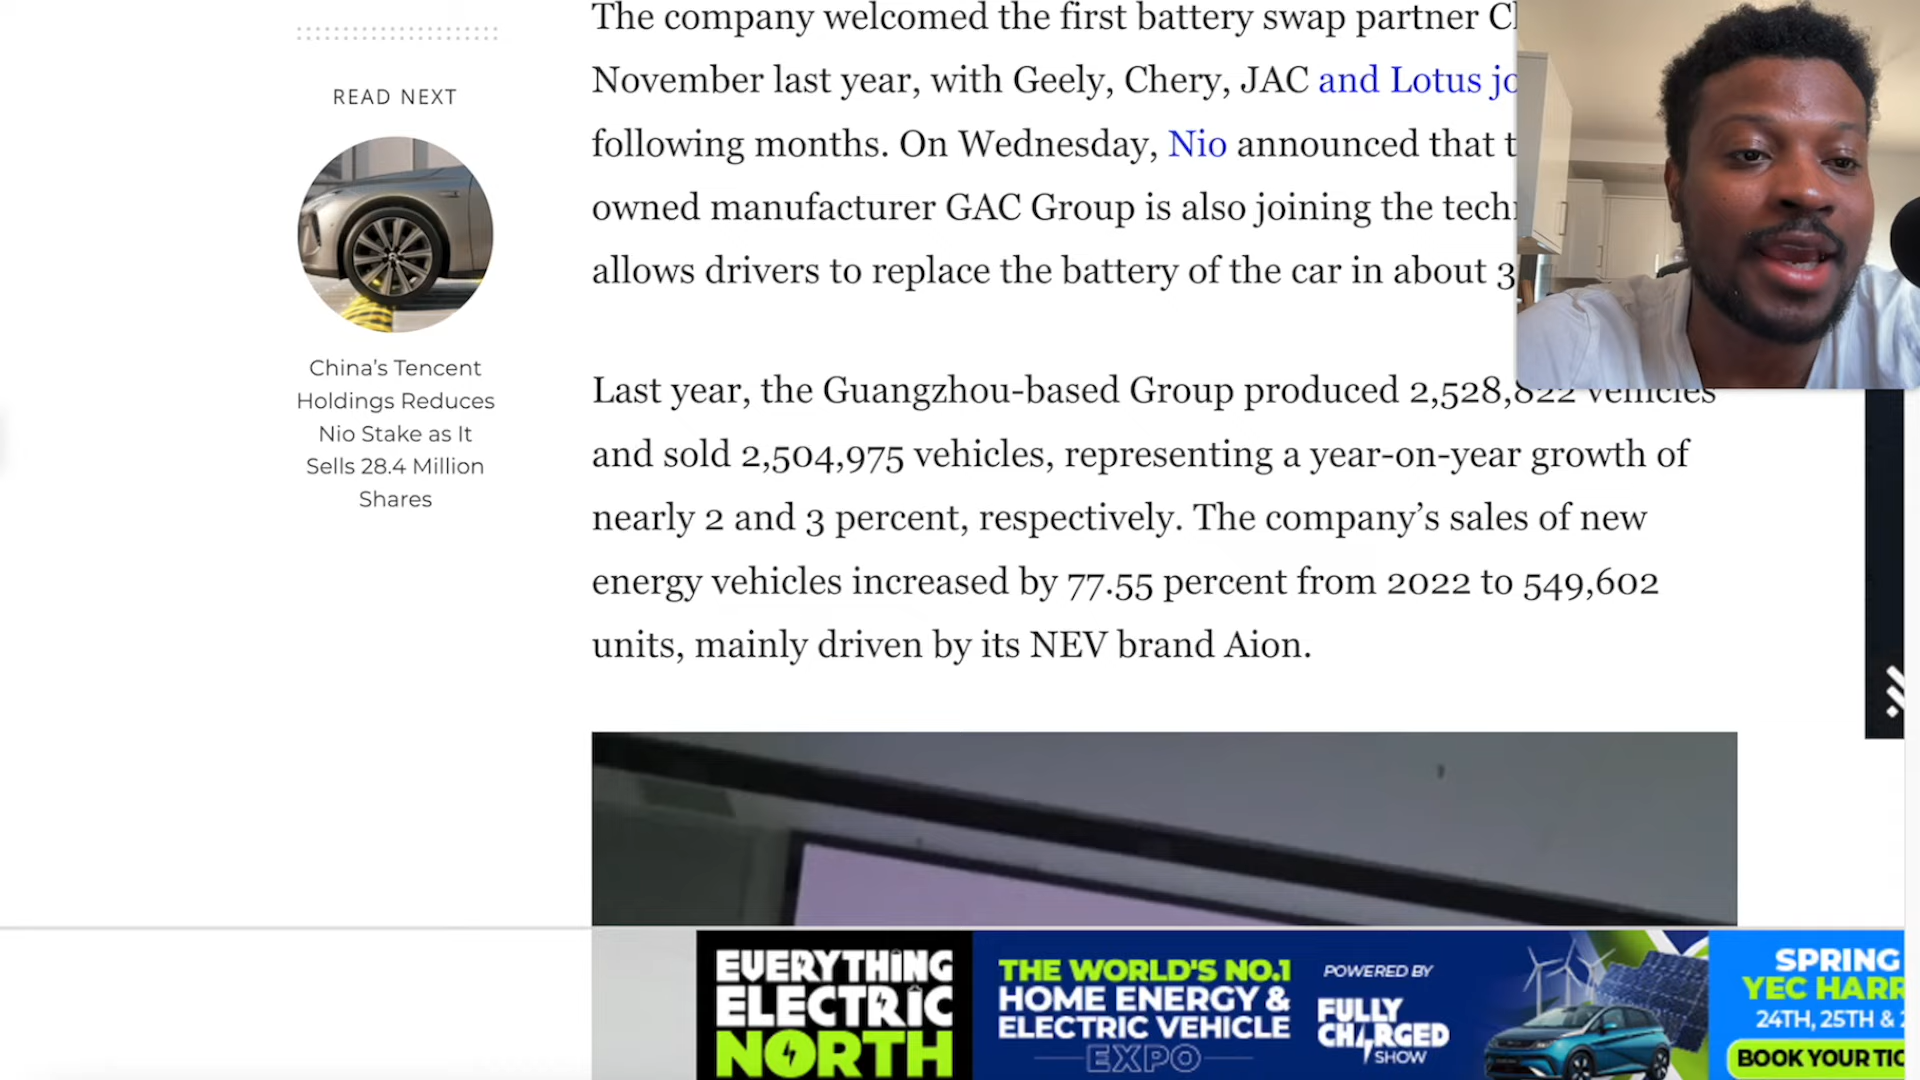 READ NEXT
China's Tencent
Holdings Reduces
Nio Stake as It
Sells 28.4 Million
Shares
The company welcomed the first battery swap partner
November last year, with Geely, Chery, JAC and Lotus
following months. On Wednesday, Nio announced that
owned manufacturer GAC Group is also joining the
allows drivers to replace the battery of the car in about
Last year, the Guangzhou-based Group produced 2,528,822 vehicles
and sold 2,504,975 vehicles, representing a year-on-year growth of
nearly 2 and 3 percent, respectively. The company's sales of new
energy vehicles increased by 77.55 percent from 2022 to 549,602
units, mainly driven by its NEV brand Aion.
EVERYTHING
ELECTRIC
NORTH
THE WORLD'S NO.1
HOME ENERGY &
ELECTRIC VEHICLE
EXPO
POWERED BY
FULLY
CHARGED
SHOW
SPRING
YEC
24TH, 25TH &
BOOK YOUR